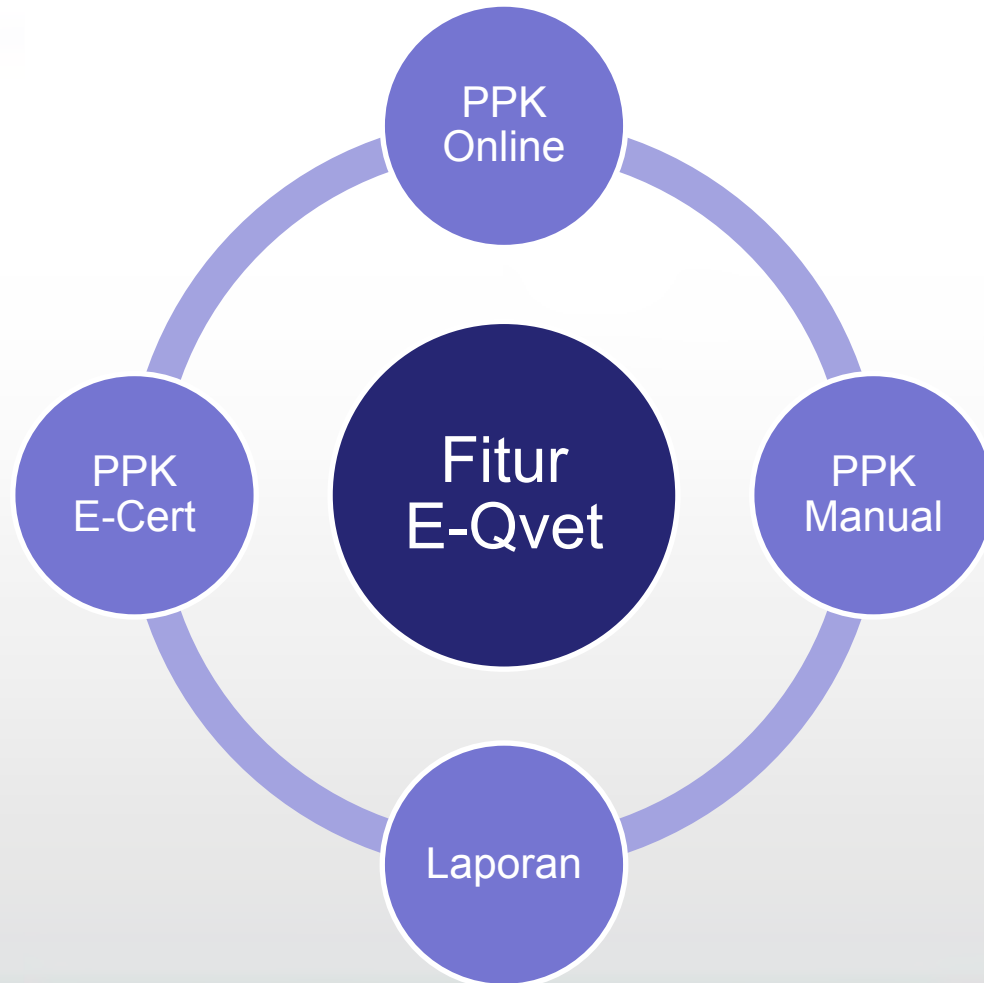 PPK
Online
PPK
E-Cert
Fitur
E-Qvet
PPK
Manual
Laporan